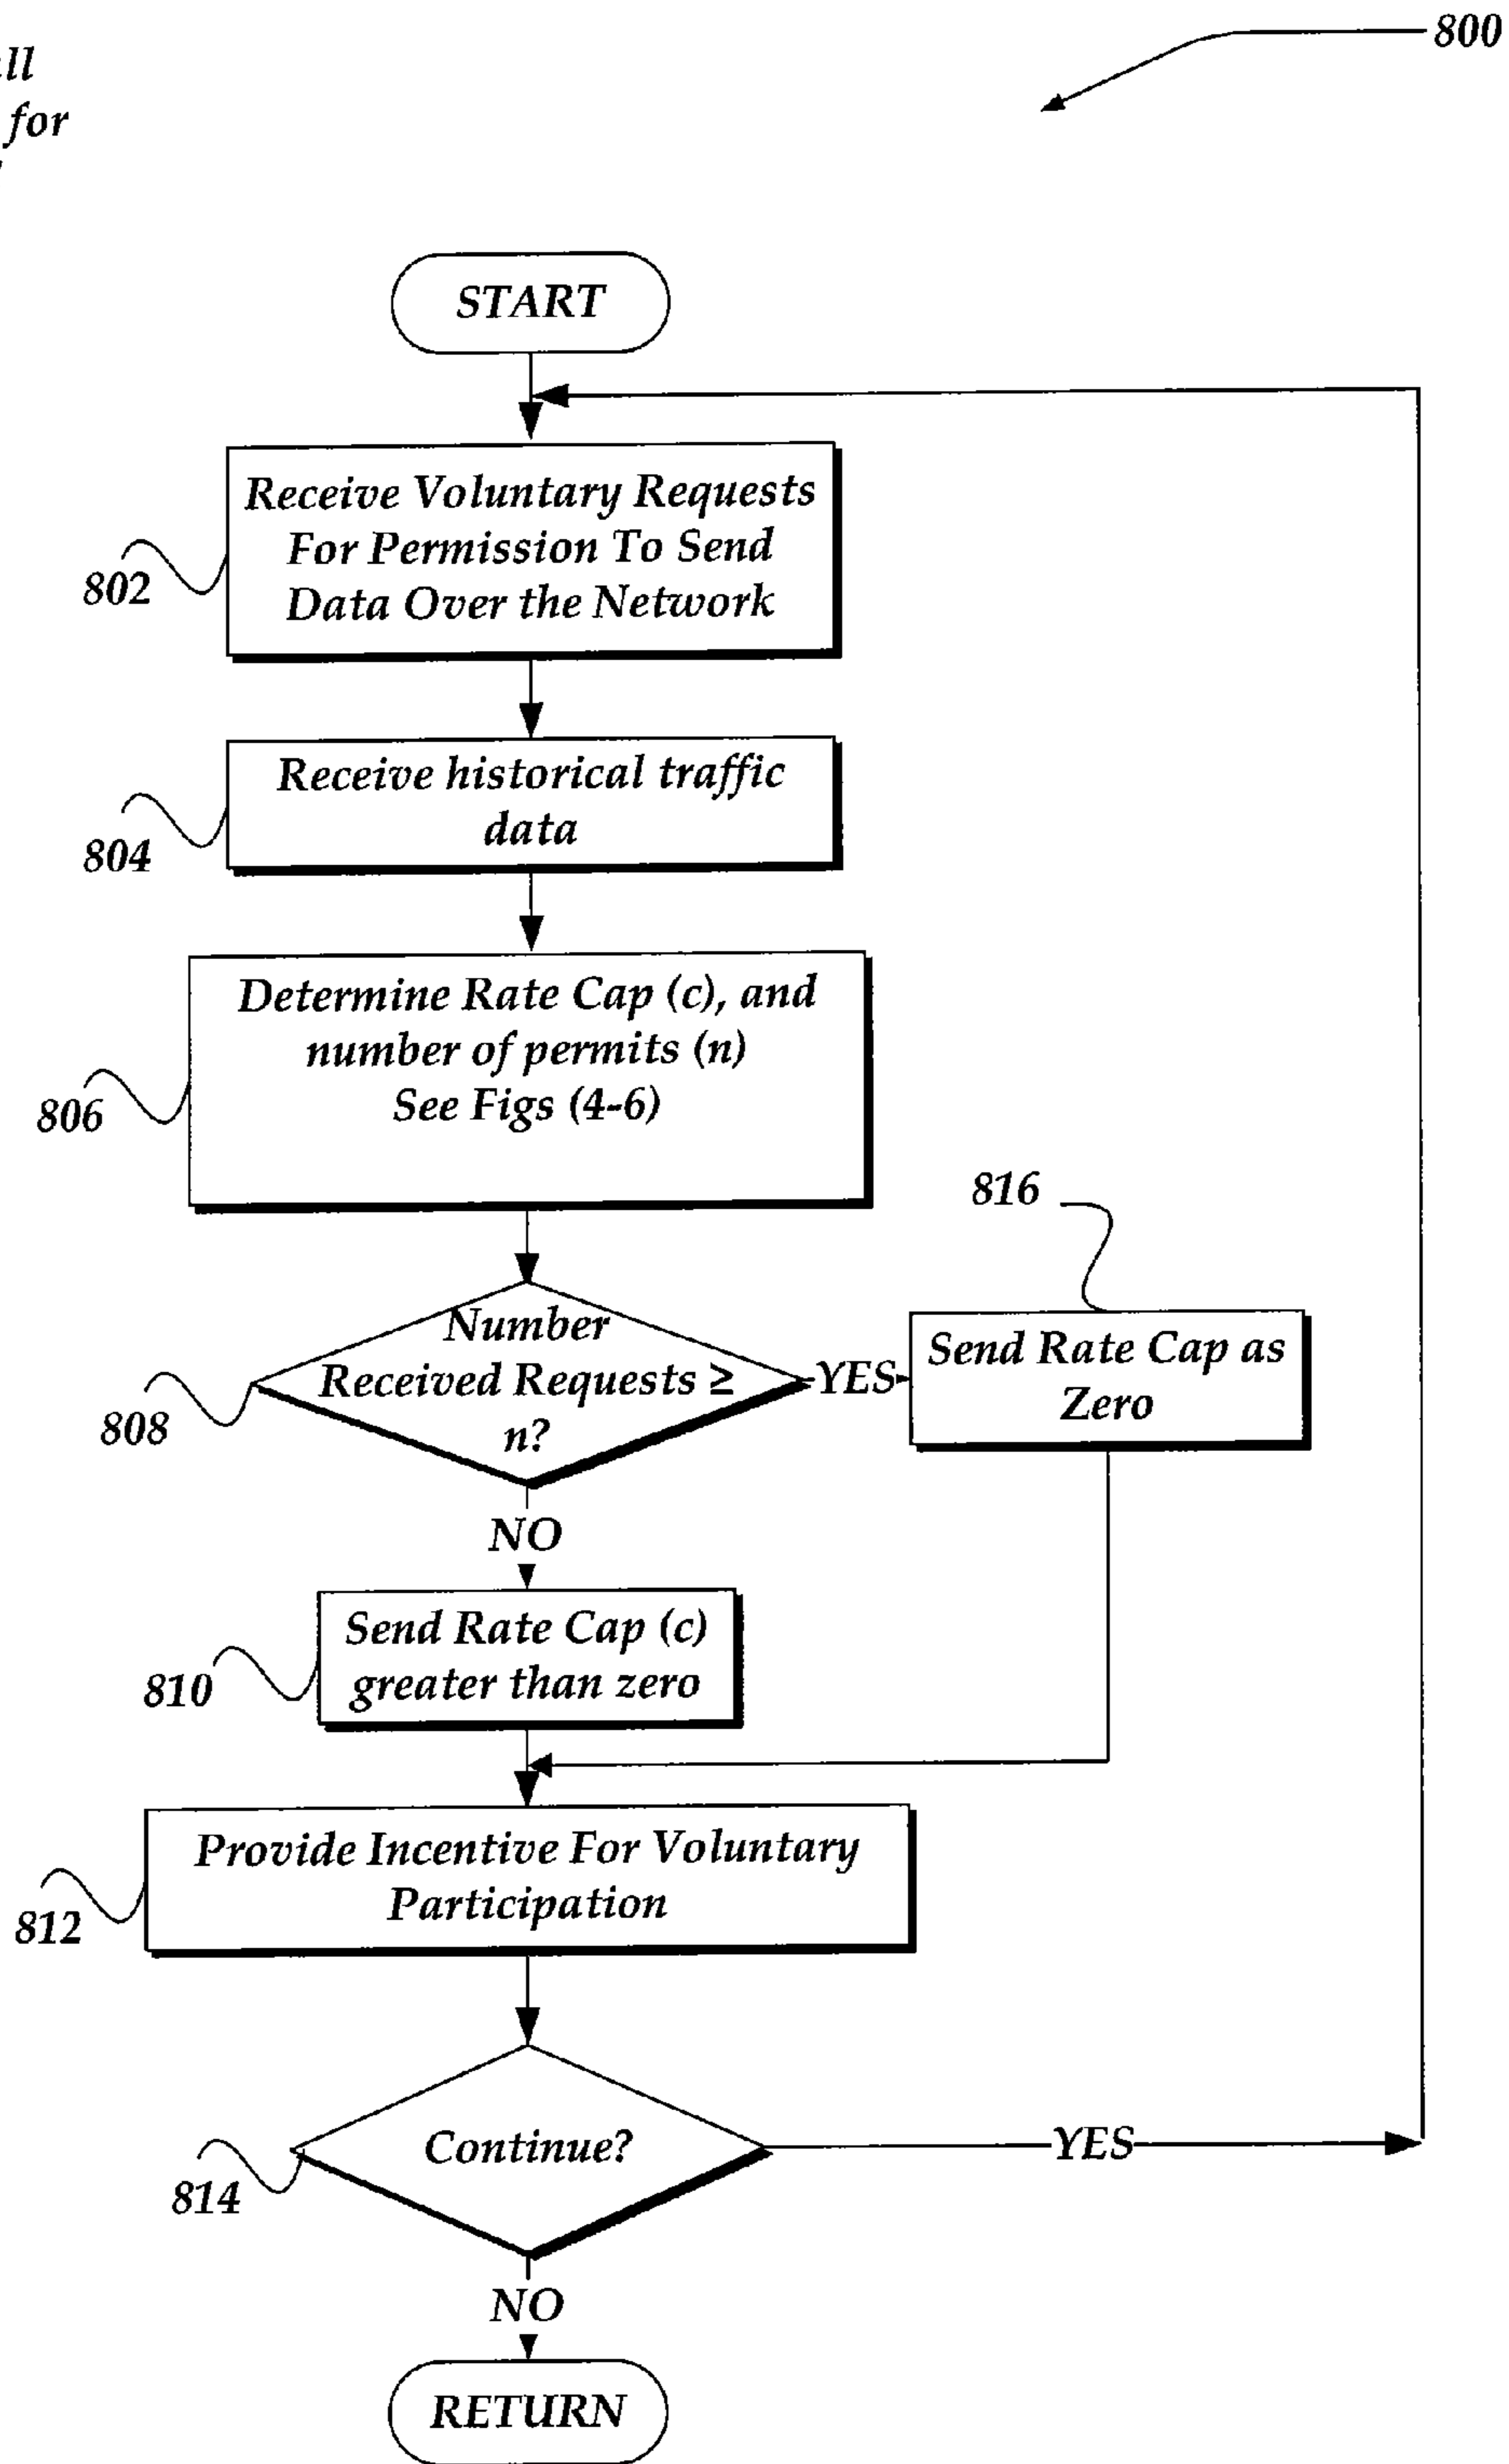 800
for
START
Receive Voluntary Requests
For Permission To Send
Data Over the Network
802
Receive historical traffic
data
804
Determine Rate Cap (c), and
number of permits (n)
See Figs (4-6)
806
816
Number
Received Requests ≥
n?
808
YES
Send Rate Cap as
Zero
NO
Send Rate Cap (c)
greater than zero
810
Provide Incentive For Voluntary
Participation
812
Continue?
814
YES
NO
RETURN